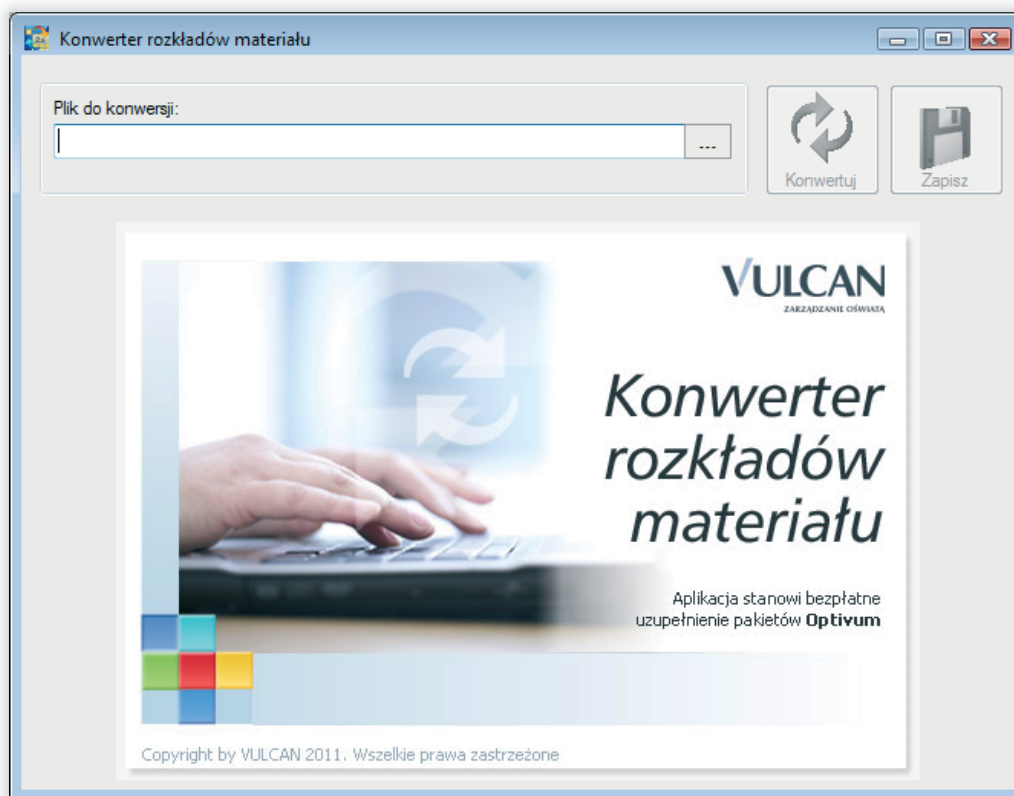 Konwerter rozkładów materiału
Plik do konwersji:
...
Konwertuj
Zapisz
VULCAN
ZARZĄDZANIE OŚWIATĄ
Konwerter
rozkładów
materiału
Aplikacja stanowi bezpłatne
uzupełnienie pakietów Optivum
Copyright by VULCAN 2011. Wszelkie prawa zastrzeżone